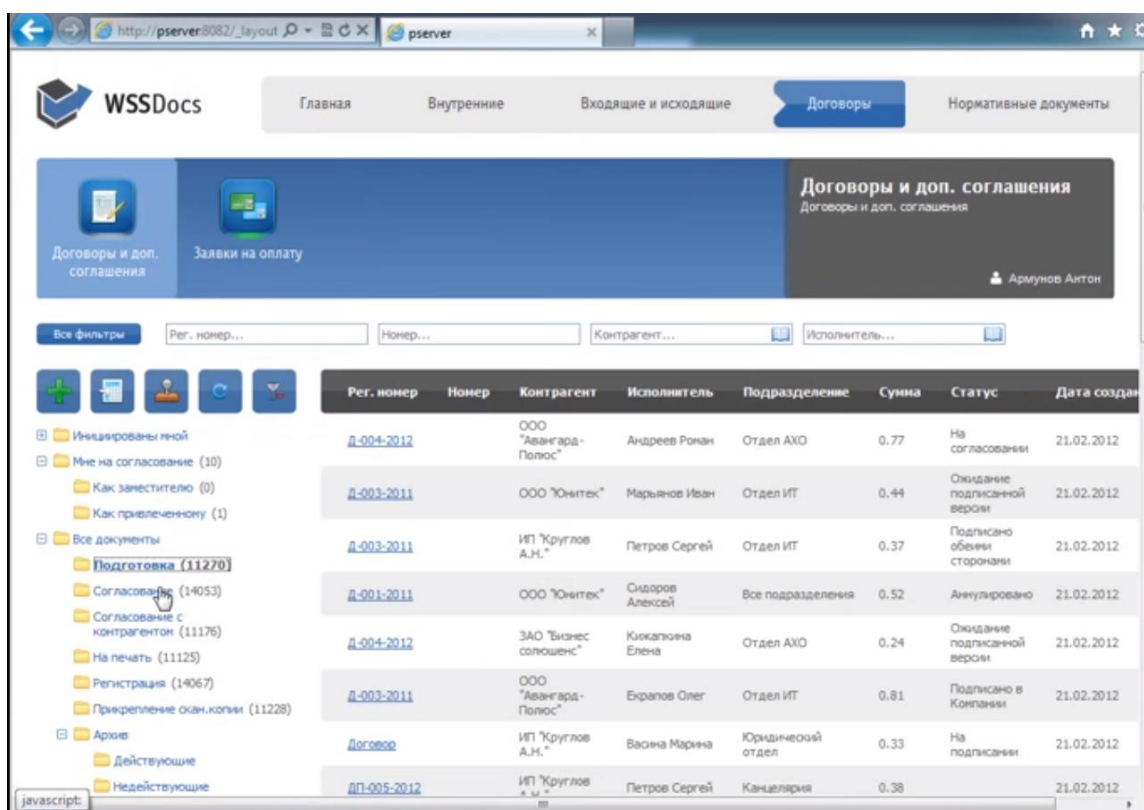 http://pserver:8082/_layout
pserver
WSSDocs
Главная
Внутренние
Входящие и исходящие
Договоры
Нормативные документы
Договоры и доп.
соглашения
Заявки на оплату
Договоры и доп. соглашения
Договоры и доп. соглашения
Армунов Антон
Все фильтры
Рег. номер...
Номер...
Контрагент...
Исполнитель...
Инициированы мной
Мне на согласование (10)
Как заместителю (0)
Как привлеченному (1)
Все документы
Подготовка (11270)
Согласование (14053)
Согласование с
контрагентом (11176)
На печать (11125)
Регистрация (14067)
Прикрепление скан.копии (11228)
Архив
Действующие
Недействующие
javascript:
Рег. номер Номер Контрагент Исполнитель Подразделение Сумма Статус Дата создан
Д-004-2012 ООО "Авангард-Полюс" Андреев Роман Отдел АХО 0.77 На согласовании 21.02.2012
Д-003-2011 ООО "Юнитек" Марьянов Иван Отдел ИТ 0.44 Ожидание подписанной версии 21.02.2012
Д-003-2011 ИП "Круглов А.Н." Петров Сергей Отдел ИТ 0.37 Подписано обеими сторонами 21.02.2012
Д-001-2011 ООО "Юнитек" Сидоров Алексей Все подразделения 0.52 Аннулировано 21.02.2012
Д-004-2012 ЗАО "Бизнес солюшенс" Елена Отдел АХО 0.24 Ожидание подписанной версии 21.02.2012
Д-003-2011 ООО "Авангард-Полюс" Олег Отдел ИТ 0.81 Подписано в Компании 21.02.2012
Договор ИП "Круглов А.Н." Васина Марина Юридический отдел 0.33 На подписании 21.02.2012
ДП-005-2012 ИП "Круглов Петров Сергей Канцелярия 0.38 21.02.2012